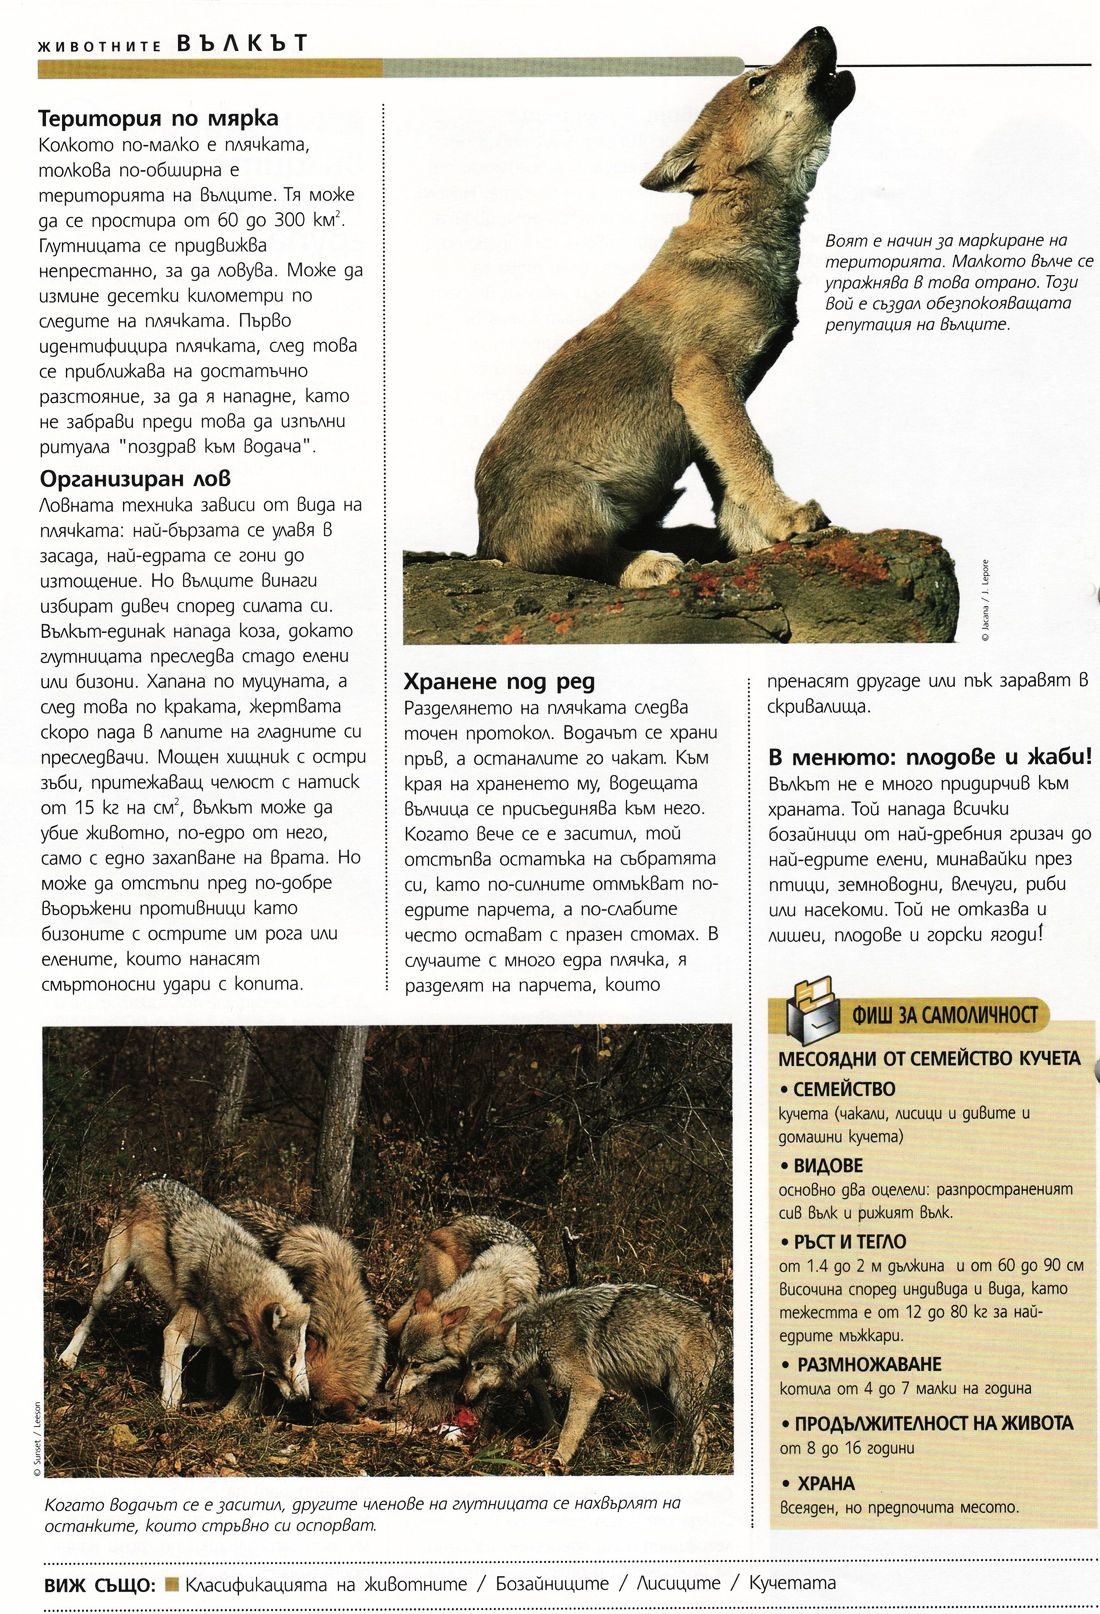 ЖИВОТНИТЕ ВЪЛКЪТ
Територия по мярка
Колкото по-малко е плячката,
толкова по-обширна е
територията на вълците. Тя може
да се простира от 60 до 300 км².
Глутницата се придвижва
непрестанно, за да ловува. Може да
измине десетки километри по
следите на плячката. Първо
идентифицира плячката, след това
се приближава на достатъчно
разстояние, за да я нападне, като
не забрави преди това да изпълни
ритуала "поздрав към водача".
Организиран лов
Ловната техника зависи от вида на
плячката: най-бързата се улавя в
засада, най-едрата се гони до
изтощение. Но вълците винаги
избират дивеч според силата си.
Вълкът-единак напада коза, докато
глутницата преследва стадо елени
или бизони. Хапана по муцуната, а
след това по краката, жертвата
скоро пада в лапите на гладните си
преследвачи. Мощен хищник с остри
зъби, притежаващ челюст с натиск
от 15 кг на см², вълкът може да
убие животно, по-едро от него,
само с едно захапване на врата. Но
може да отстъпи пред по-добре
въоръжени противници като
бизоните с острите им рога или
елените, които нанасят
смъртоносни удари с копита.
Воят е начин за маркиране на
територията. Малкото вълче се
упражнява в това отрано. Този
вой е създал обезпокояващата
репутация на вълците.
© Jacana / J. Lepore
Хранене под ред
Разделянето на плячката следва
точен протокол. Водачът се храни
пръв, а останалите го чакат. Към
края на храненето му, водещата
вълчица се присъединява към него.
Когато вече се е заситил, той
отстъпва остатъка на събратята
си, като по-силните отмъкват по-
едрите парчета, а по-слабите
често остават с празен стомах. В
случаите с много едра плячка, я
разделят на парчета, които
пренасят другаде или пък заравят в
скривалища.
В менюто: плодове и жаби!
Вълкът не е много придирчив към
храната. Той напада всички
бозайници от най-дребния гризач до
най-едрите елени, минавайки през
птици, земноводни, влечуги, риби
или насекоми. Той не отказва и
лишеи, плодове и горски ягоди!
ФИШ ЗА САМОЛИЧНОСТ
МЕСОЯДНИ ОТ СЕМЕЙСТВО КУЧЕТА
• СЕМЕЙСТВО
кучета (чакали, лисици и дивите и
домашни кучета)
• ВИДОВЕ
основно два оцелели: разпространеният
сив вълк и рижият вълк.
• РЪСТ И ТЕГЛО
от 1.4 до 2 м дължина и от 60 до 90 см
височина според индивида и вида, като
тежестта е от 12 до 80 кг за най-
едрите мъжкари.
• РАЗМНОЖАВАНЕ
котила от 4 до 7 малки на година
• ПРОДЪЛЖИТЕЛНОСТ НА ЖИВОТА
от 8 до 16 години
• ХРАНА
Всеяден, но предпочита месото.
© Sunset / Leeson
Когато водачът се е заситил, другите членове на глутницата се нахвърлят на
останките, които стръвно си оспорват.
ВИЖ СЪЩО: Класификацията на животните / Бозайниците / Лисиците / Кучетата